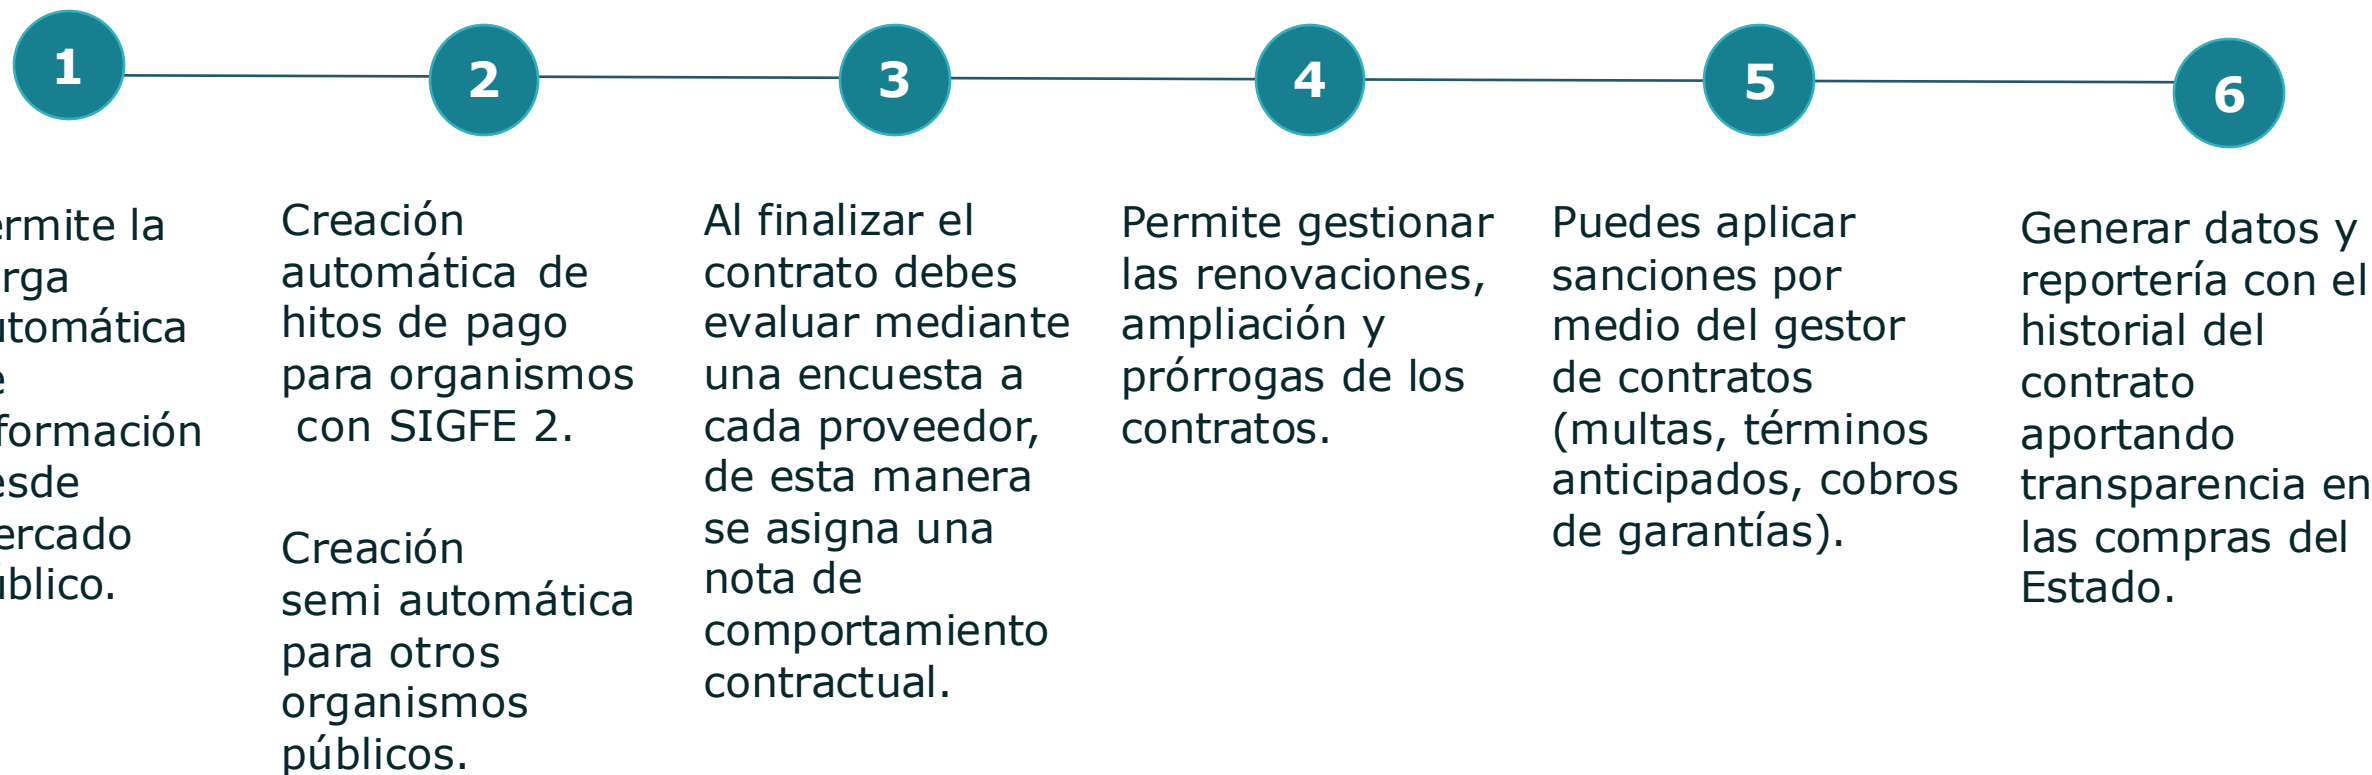 1
2
3
4
5
6
ermite la
rga
utomática
e
formación
esde
ercado
úblico.
Creación
automática de
hitos de pago
para organismos
con SIGFE 2.
Creación
semi automática
para otros
organismos
públicos.
Al finalizar el
contrato debes
evaluar mediante
una encuesta a
cada proveedor,
de esta manera
se asigna una
nota de
comportamiento
contractual.
Permite gestionar
las renovaciones,
ampliación y
prórrogas de los
contratos.
Puedes aplicar
sanciones por
medio del gestor
de contratos
(multas, términos
anticipados, cobros
de garantías).
Generar datos y
reportería con el
historial del
contrato
aportando
transparencia en
las compras del
Estado.